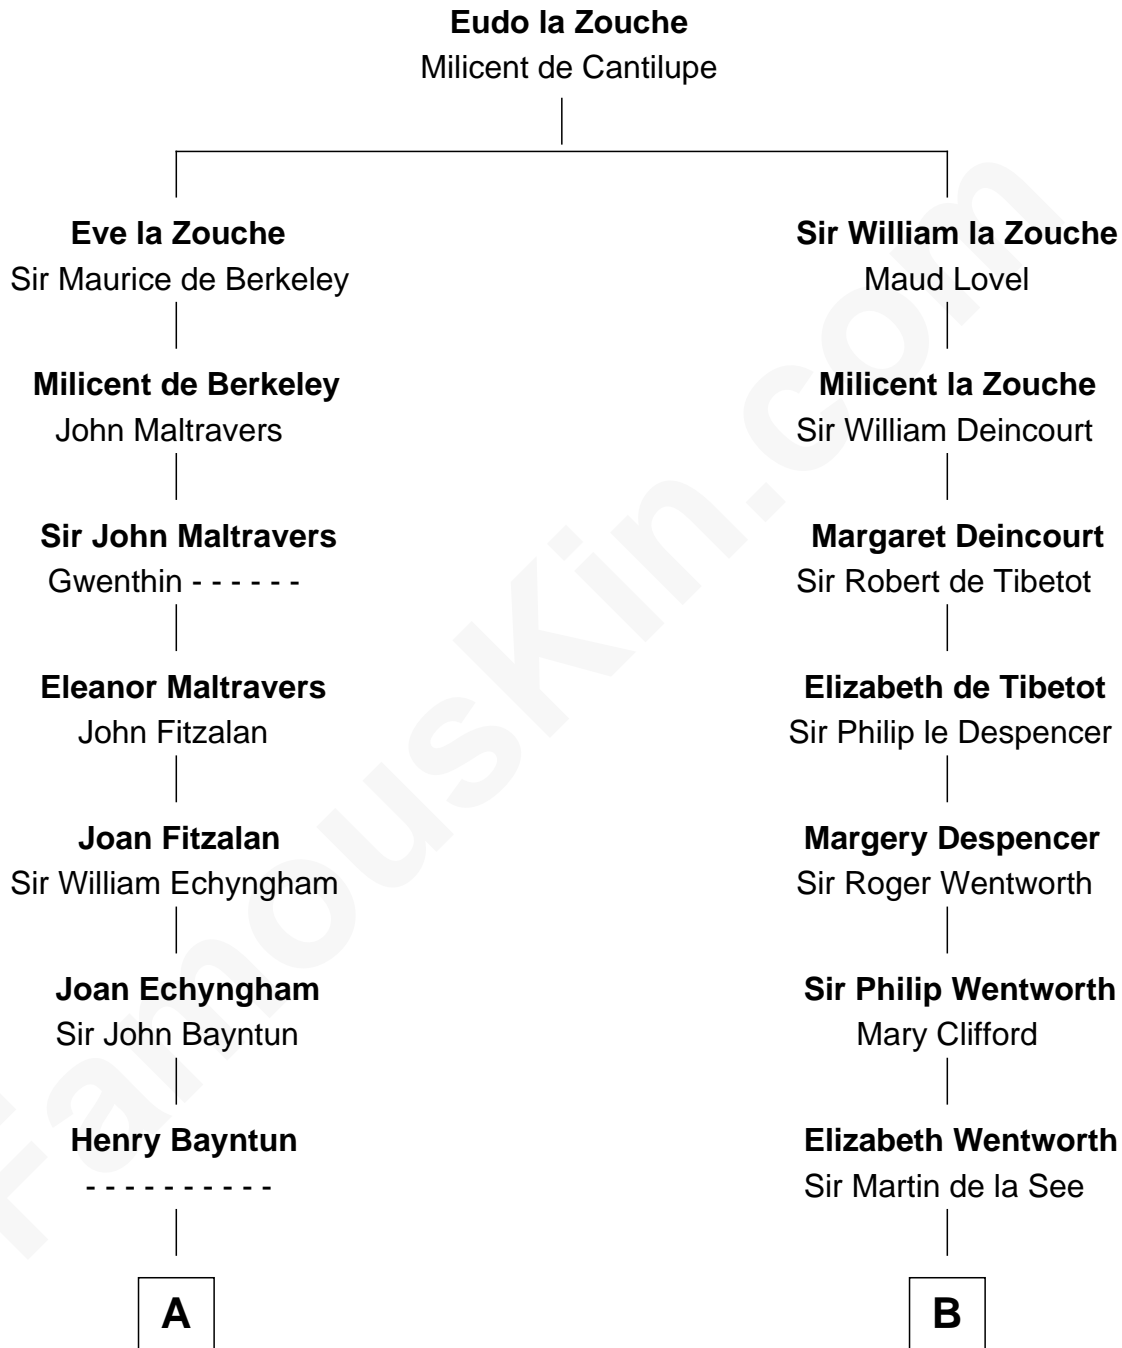 Eudo la Zouche
Milicent de Cantilupe
Eve la Zouche
Sir Maurice de Berkeley
Sir William la Zouche
Maud Lovel
Milicent de Berkeley
John Maltravers
Milicent la Zouche
Sir William Deincourt
Sir John Maltravers
Gwenthin - - - - - -
Margaret Deincourt
Sir Robert de Tibetot
Eleanor Maltravers
John Fitzalan
Elizabeth de Tibetot
Sir Philip le Despencer
Joan Fitzalan
Sir William Echyngham
Margery Despencer
Sir Roger Wentworth
Joan Echyngham
Sir John Bayntun
Sir Philip Wentworth
Mary Clifford
Henry Bayntun
- - - - - - - - - -
Elizabeth Wentworth
Sir Martin de la See
A
B
FamousKin.com